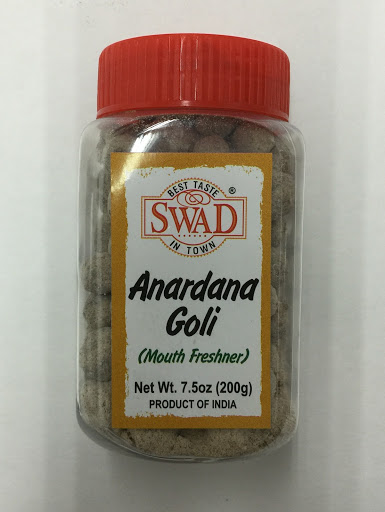 BEST TASTE
SWAD®
IN TOWN
Anardana
Goli
(Mouth Freshner)
Net Wt. 7.5oz (200g)
PRODUCT OF INDIA